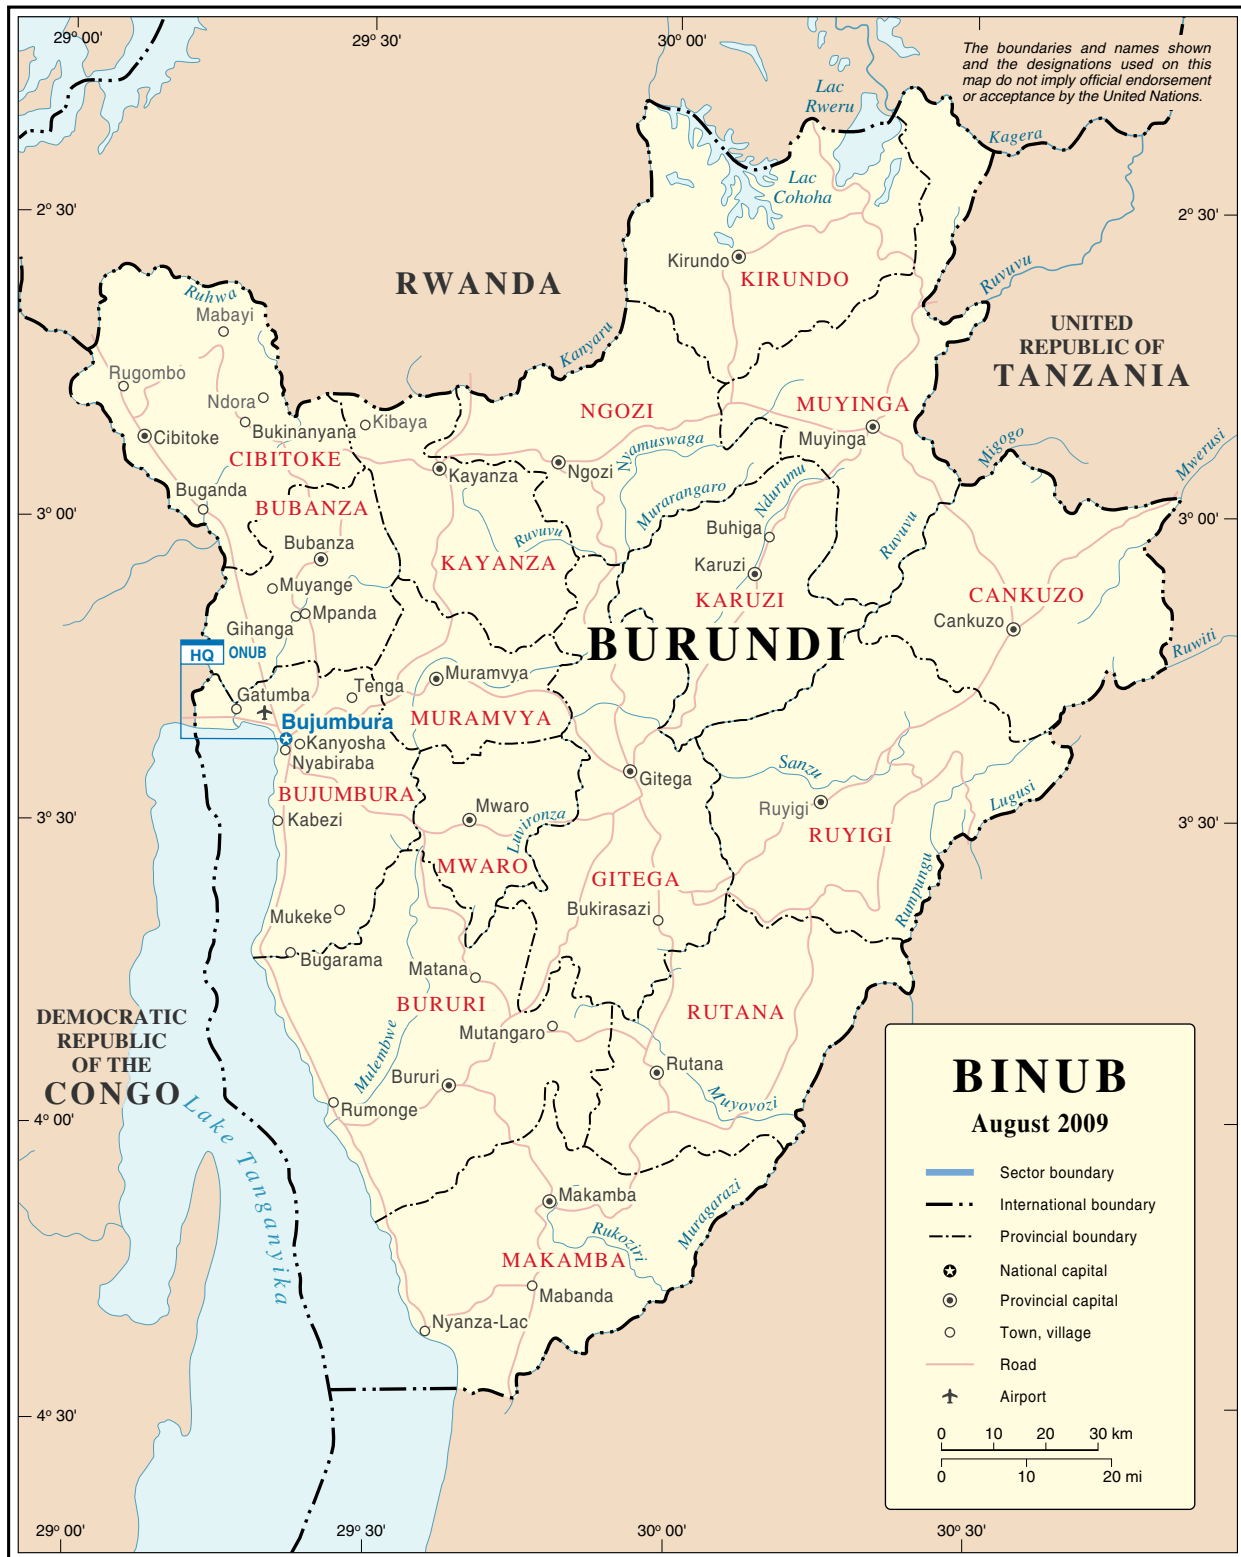 29° 00'
29° 30'
30° 00'
The boundaries and names shown
and the designations used on this
map do not imply official endorsement
or acceptance by the United Nations.
Lac
Rweru
Kagera
Lac
Cohoha
2° 30'
2° 30'
Kirundo
KIRUNDO
Ruvuvu
RWANDA
Ruhwa
Mabayi
Kanyaru
UNITED
REPUBLIC OF
TANZANIA
Rugombo
Ndora
Kibaya
NGOZI
MUYINGA
Cibitoke
Bukinanyana
Muyinga
Nyamuswaga
Migogo
Mwerusi
CIBITOKE
Kayanza
Ngozi
Buganda
Murarangaro
Ndurumu
BUBANZA
3° 00'
3° 00'
Ruvuvu
Buhiga
Ruvuvu
Bubanza
KAYANZA
Karuzi
Muyange
KARUZI
CANKUZO
Mpanda
Cankuzo
Gihanga
BURUNDI
Ruwiti
HQ
ONUB
Muramvya
Tenga
Gatumba
MURAMVYA
Bujumbura
Kanyosha
Nyabiraba
Gitega
Sanzu
BUJUMBURA
Lugusi
Mwaro
Ruyigi
Kabezi
Luvironza
3° 30'
3° 30'
RUYIGI
MWARO
GITEGA
Rumpungu
Mukeke
Bukirasazi
Bugarama
Matana
BURURI
RUTANA
DEMOCRATIC
REPUBLIC
OF THE
CONGO
Mutangaro
Mulembwe
Bururi
Rutana
Muyovozi
Rumonge
4° 00'
Lake Tanganyika
Makamba
Muragarazi
Rukoziri
MAKAMBA
Mabanda
Nyanza-Lac
4° 30'
BINUB
August 2009
Sector boundary
International boundary
Provincial boundary
National capital
Provincial capital
Town, village
Road
Airport
0 10 20 30 km
0 10 20 mi
29° 00'
29° 30'
30° 00'
30° 30'